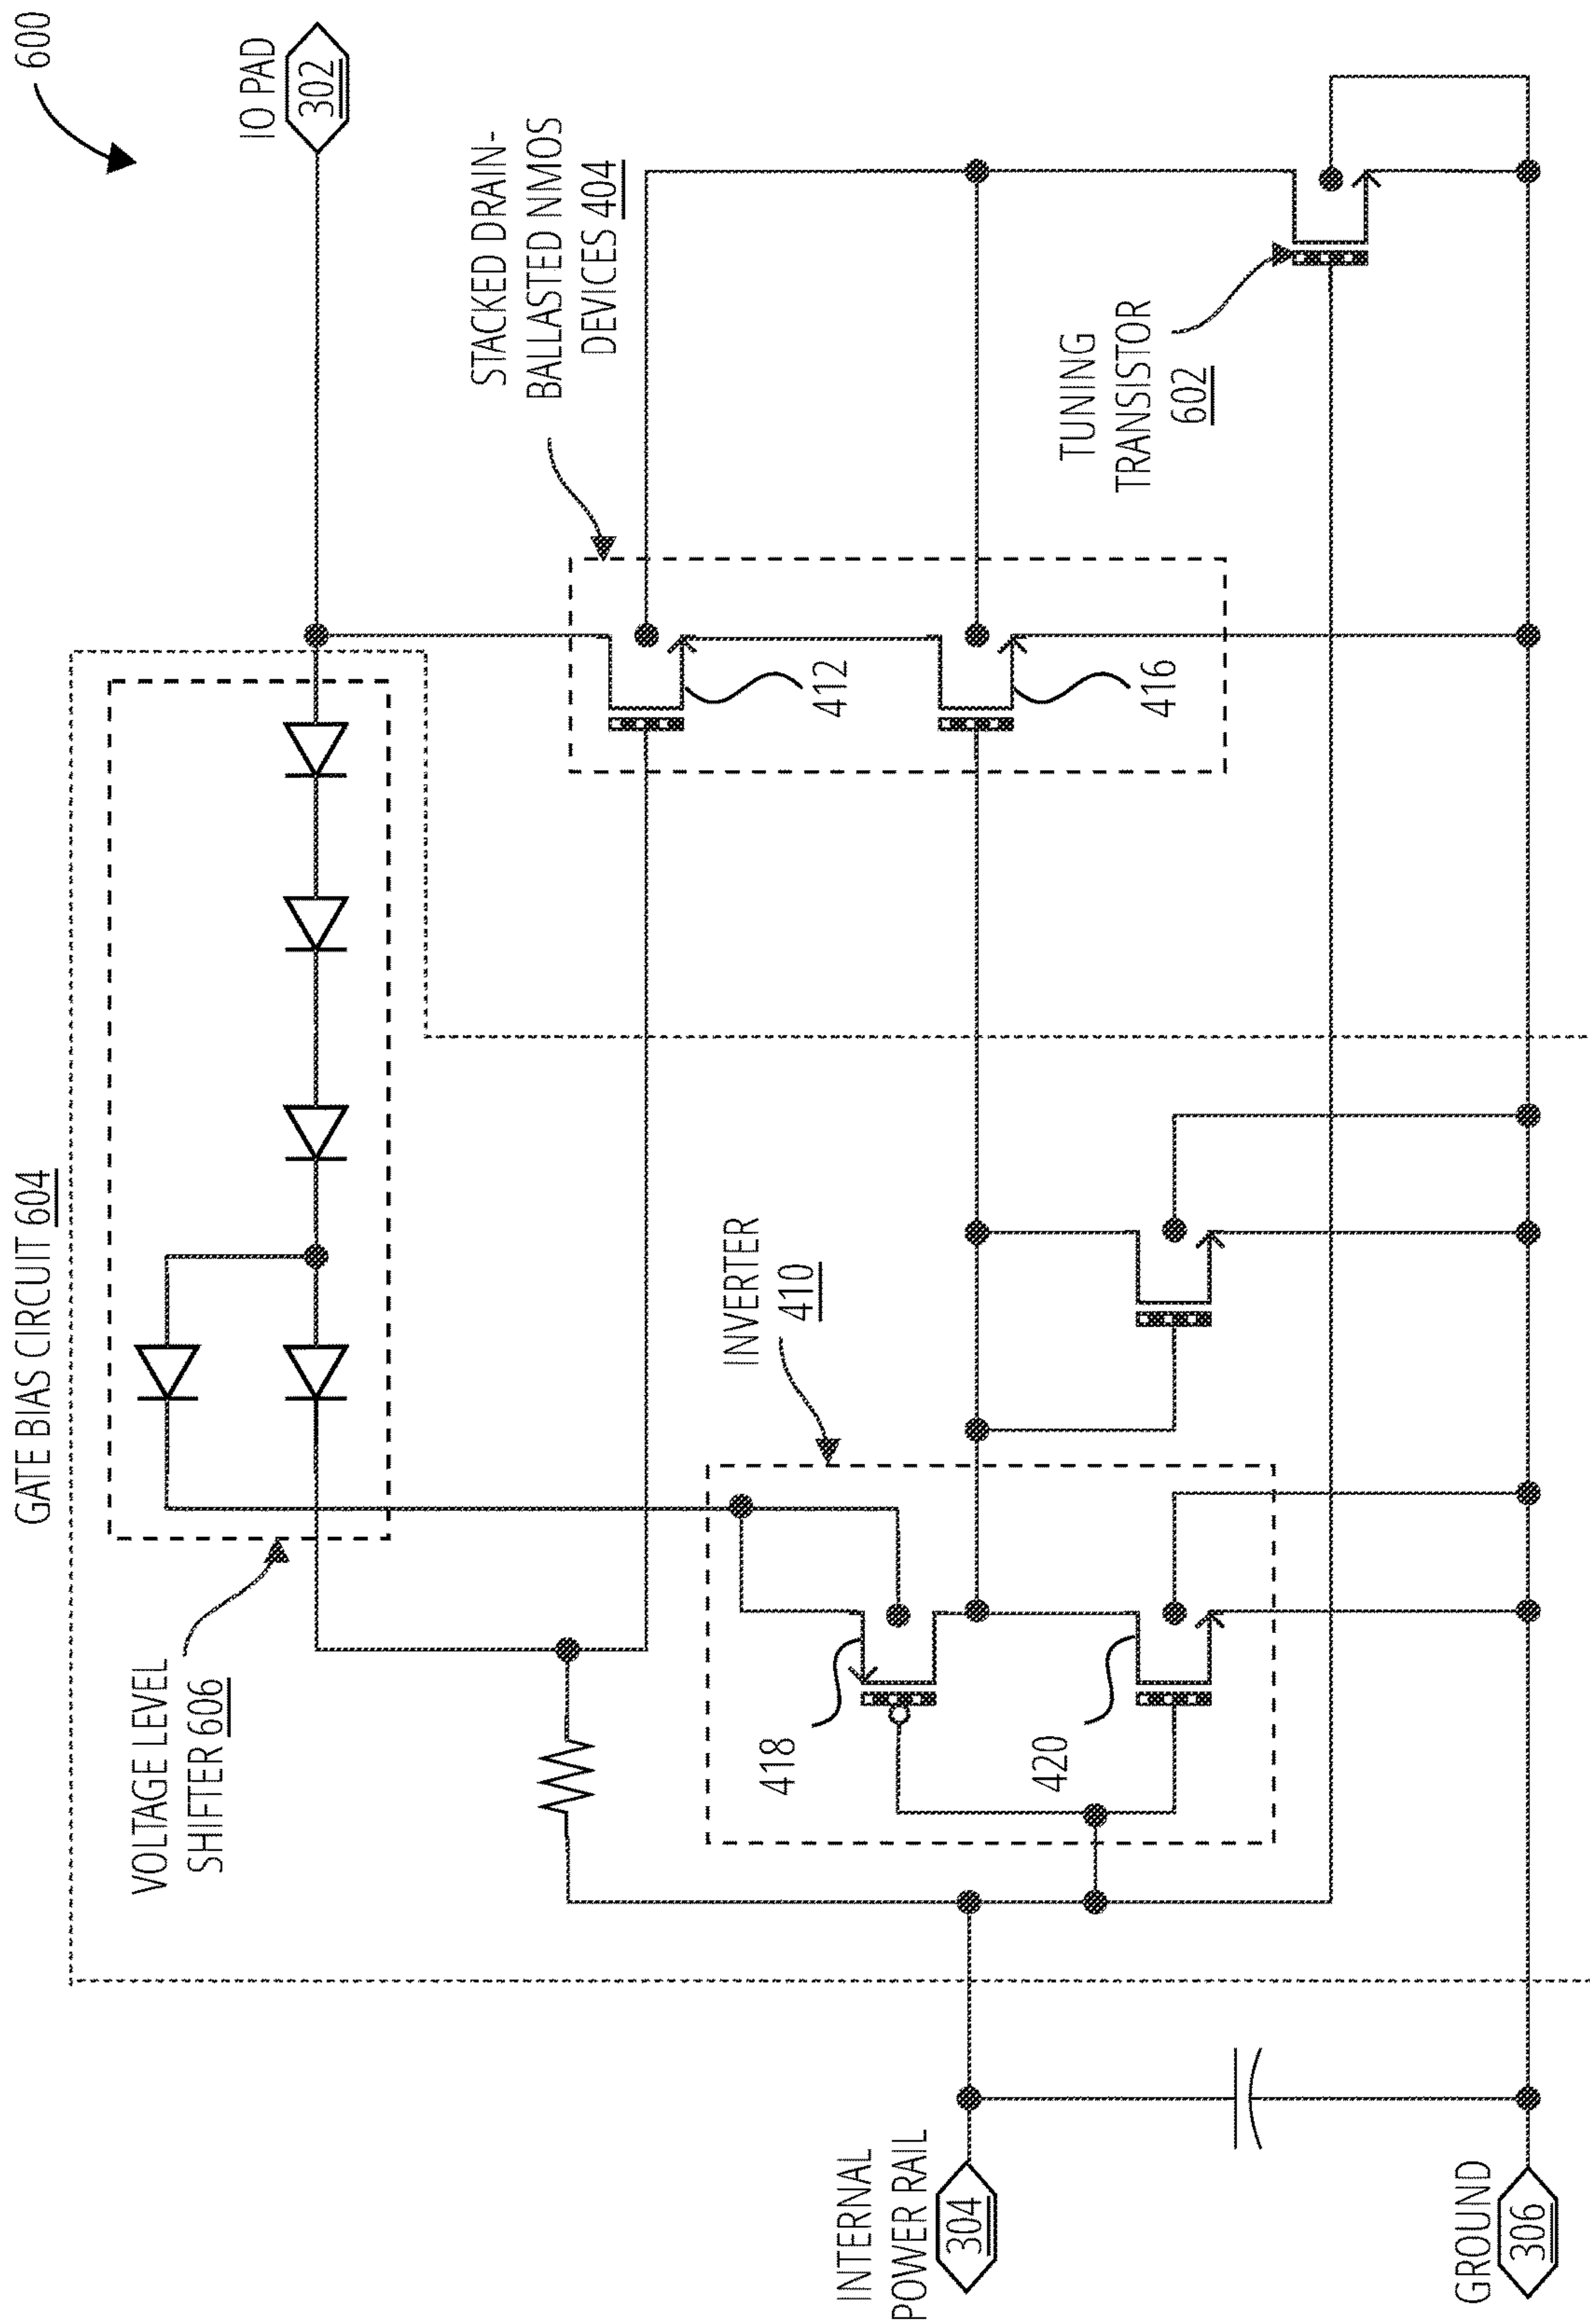 600
IO PAD
302
STACKED DRAIN-
BALLASTED NMOS
DEVICES 404
TUNING
TRANSISTOR
602
412
416
GATE BIAS CIRCUIT 604
INVERTER
410
VOLTAGE LEVEL
SHIFTER 606
418
420
INTERNAL
POWER RAIL
304
GROUND
306